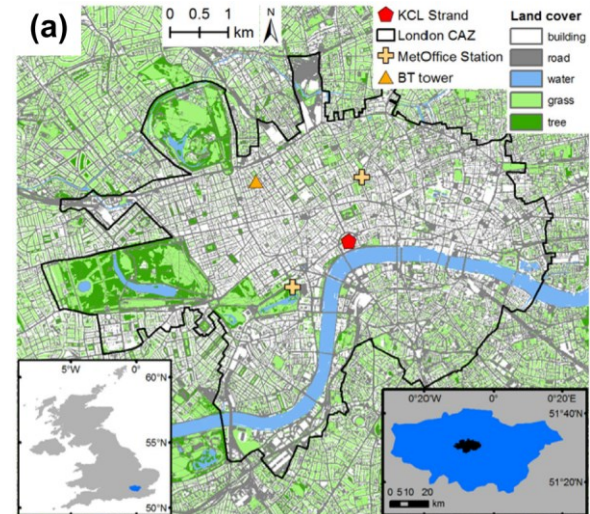 (a)
0 0.5 1
km
N
KCL Strand
London CAZ
MetOffice Station
BT tower
Land cover
building
road
water
grass
tree
5°W 0°
60°N
55°N
50°N
0°20'W 0° 0°20'E
51°40'N
51°20'N
0 5 10 20
km